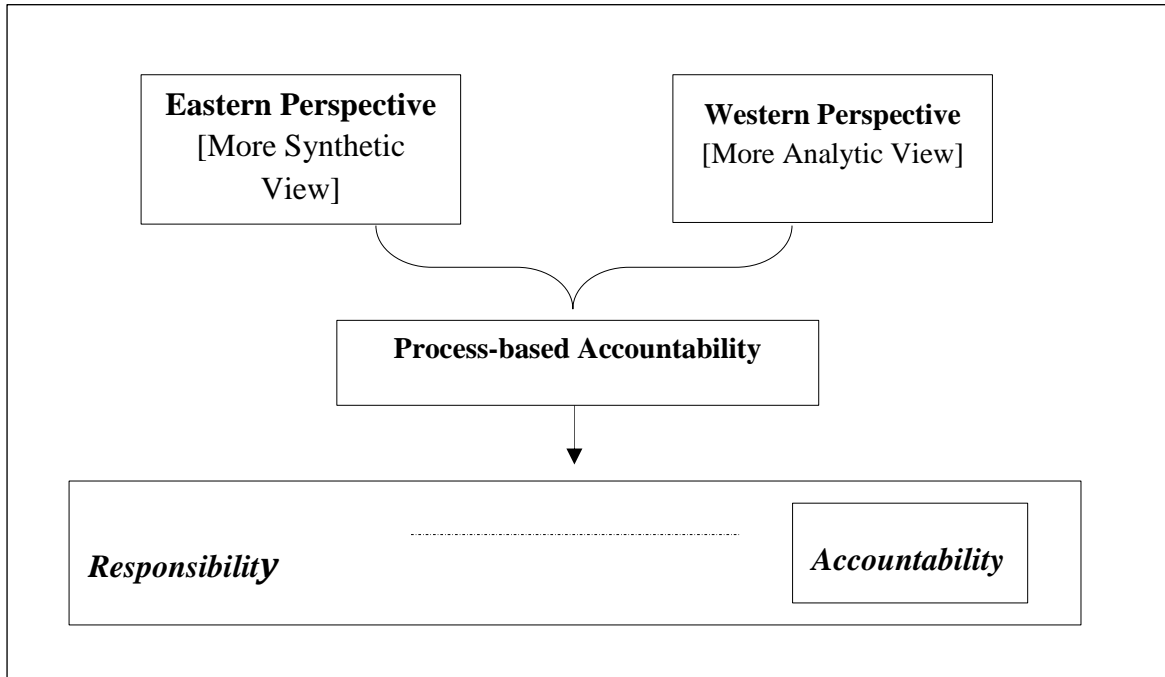 Eastern Perspective
[More Synthetic
View]
Western Perspective
[More Analytic View]
Process-based Accountability
Responsibility
Accountability